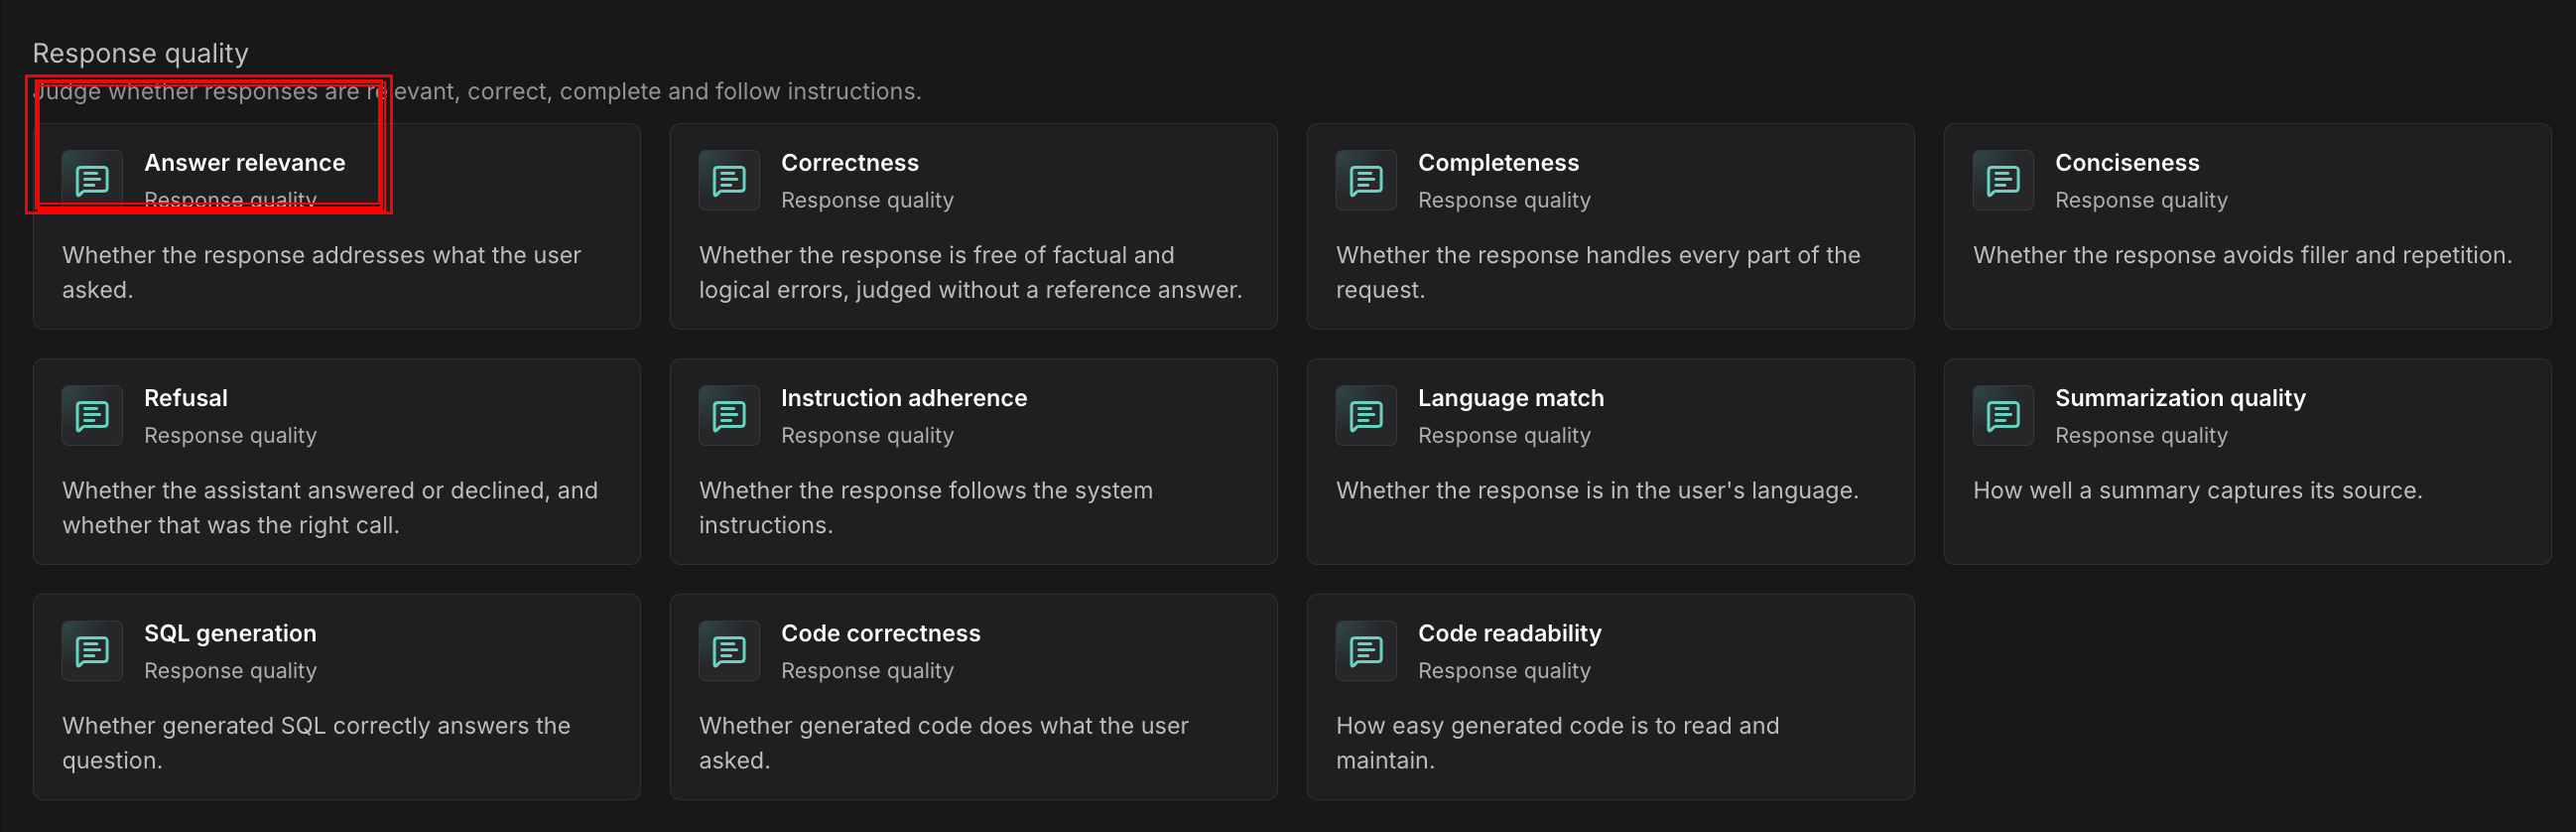 Response quality
Judge whether responses are relevant, correct, complete and follow instructions.
Answer relevance
Response quality
Whether the response addresses what the user
asked.
Correctness
Response quality
Whether the response is free of factual and
logical errors, judged without a reference answer.
Completeness
Response quality
Whether the response handles every part of the
request.
Conciseness
Response quality
Whether the response avoids filler and repetition.
Refusal
Response quality
Whether the assistant answered or declined, and
whether that was the right call.
Instruction adherence
Response quality
Whether the response follows the system
instructions.
Language match
Response quality
Whether the response is in the user's language.
Summarization quality
Response quality
How well a summary captures its source.
SQL generation
Response quality
Whether generated SQL correctly answers the
question.
Code correctness
Response quality
Whether generated code does what the user
asked.
Code readability
Response quality
How easy generated code is to read and
maintain.